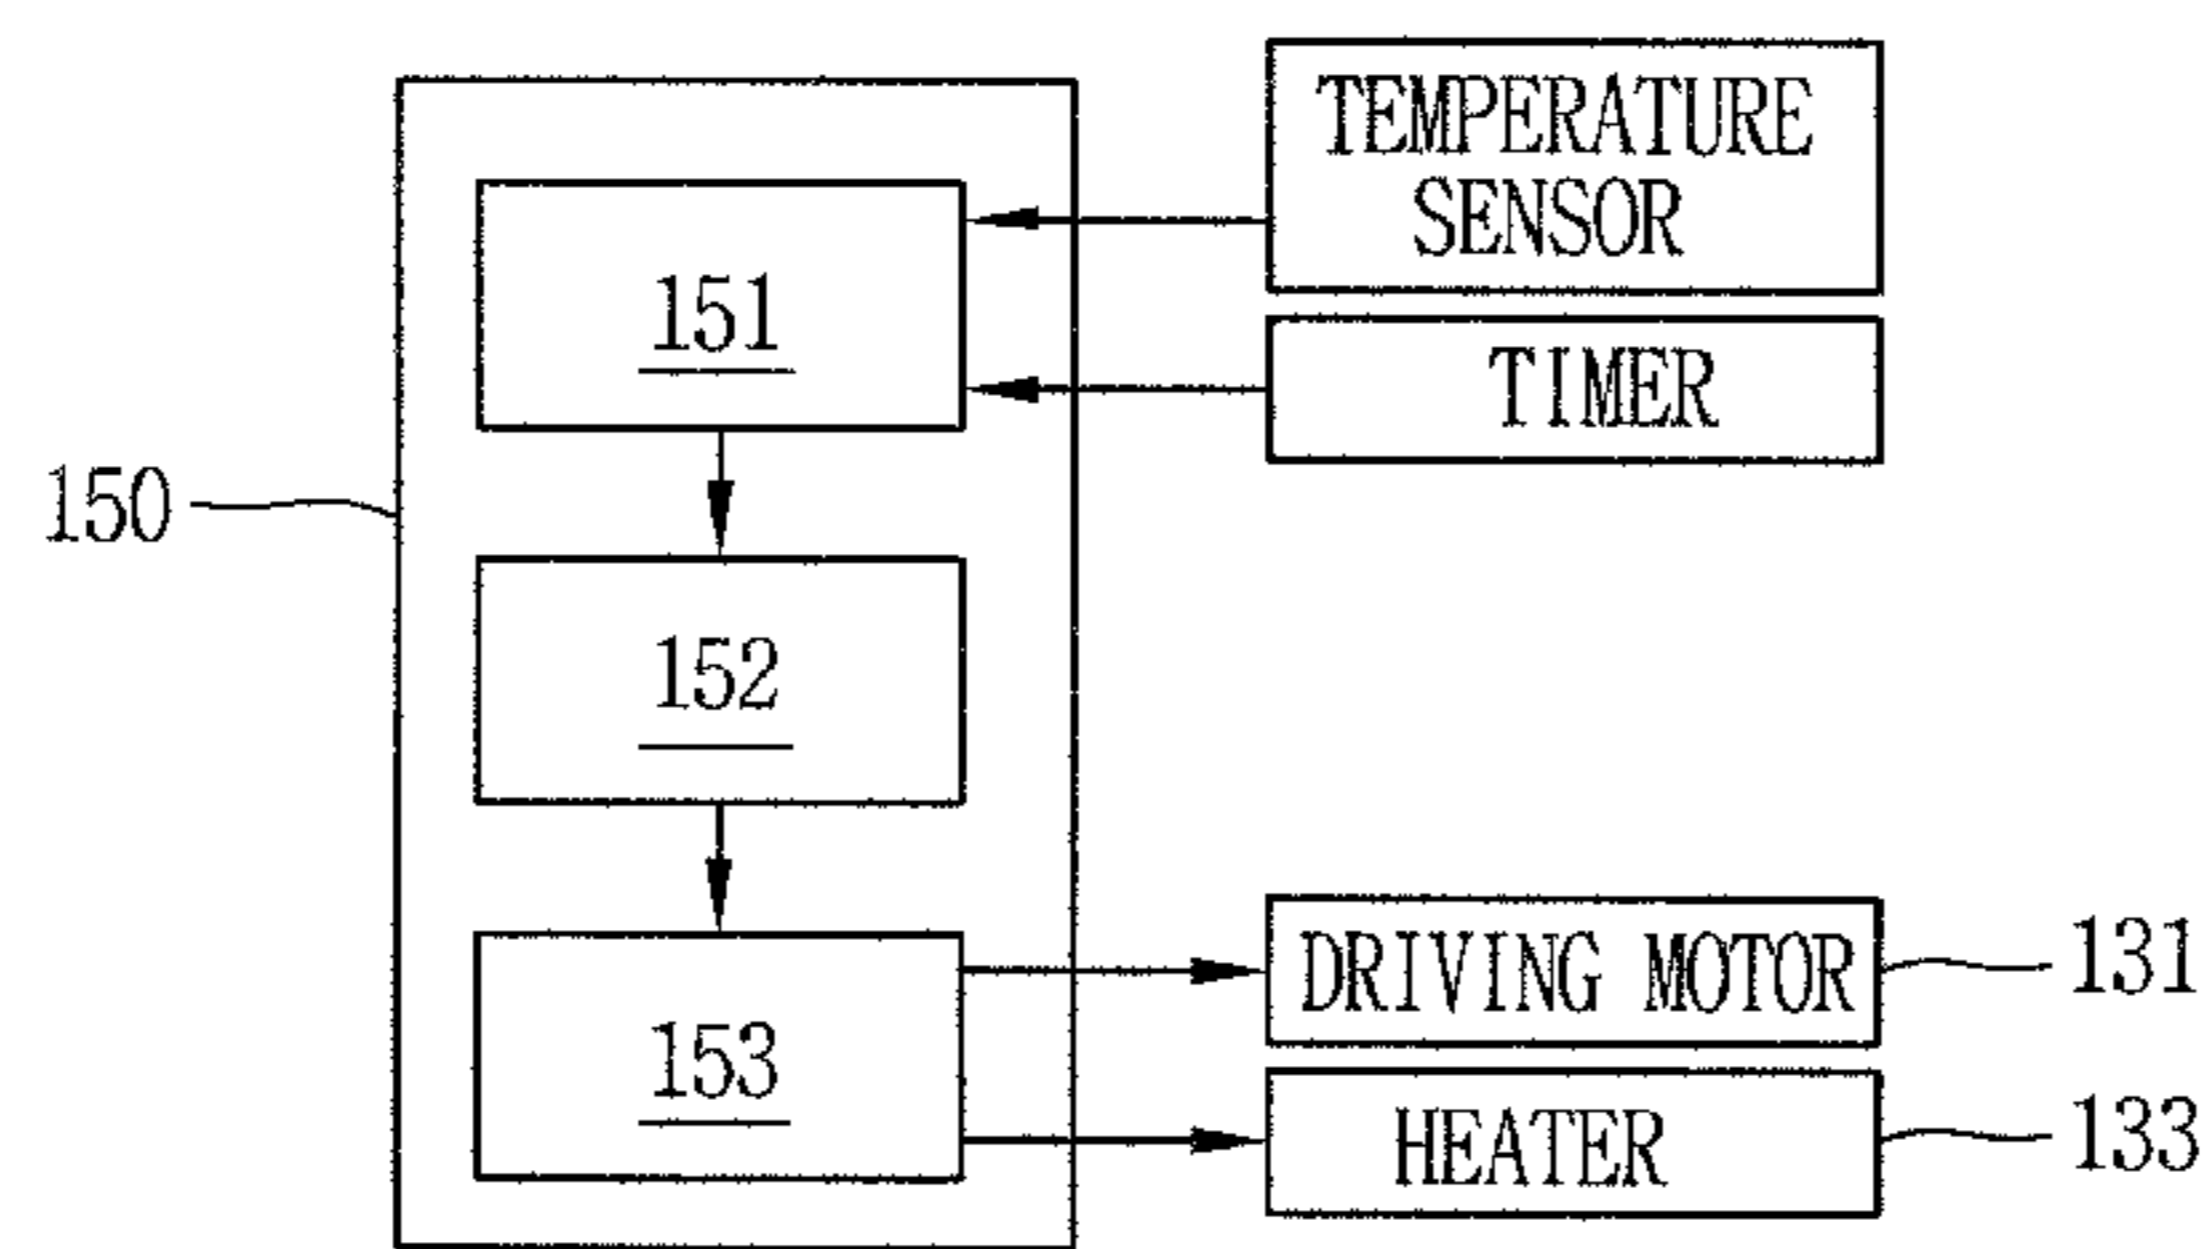 TEMPERATURE
SENSOR
151
TIMER
150
152
DRIVING MOTOR
131
153
HEATER
133